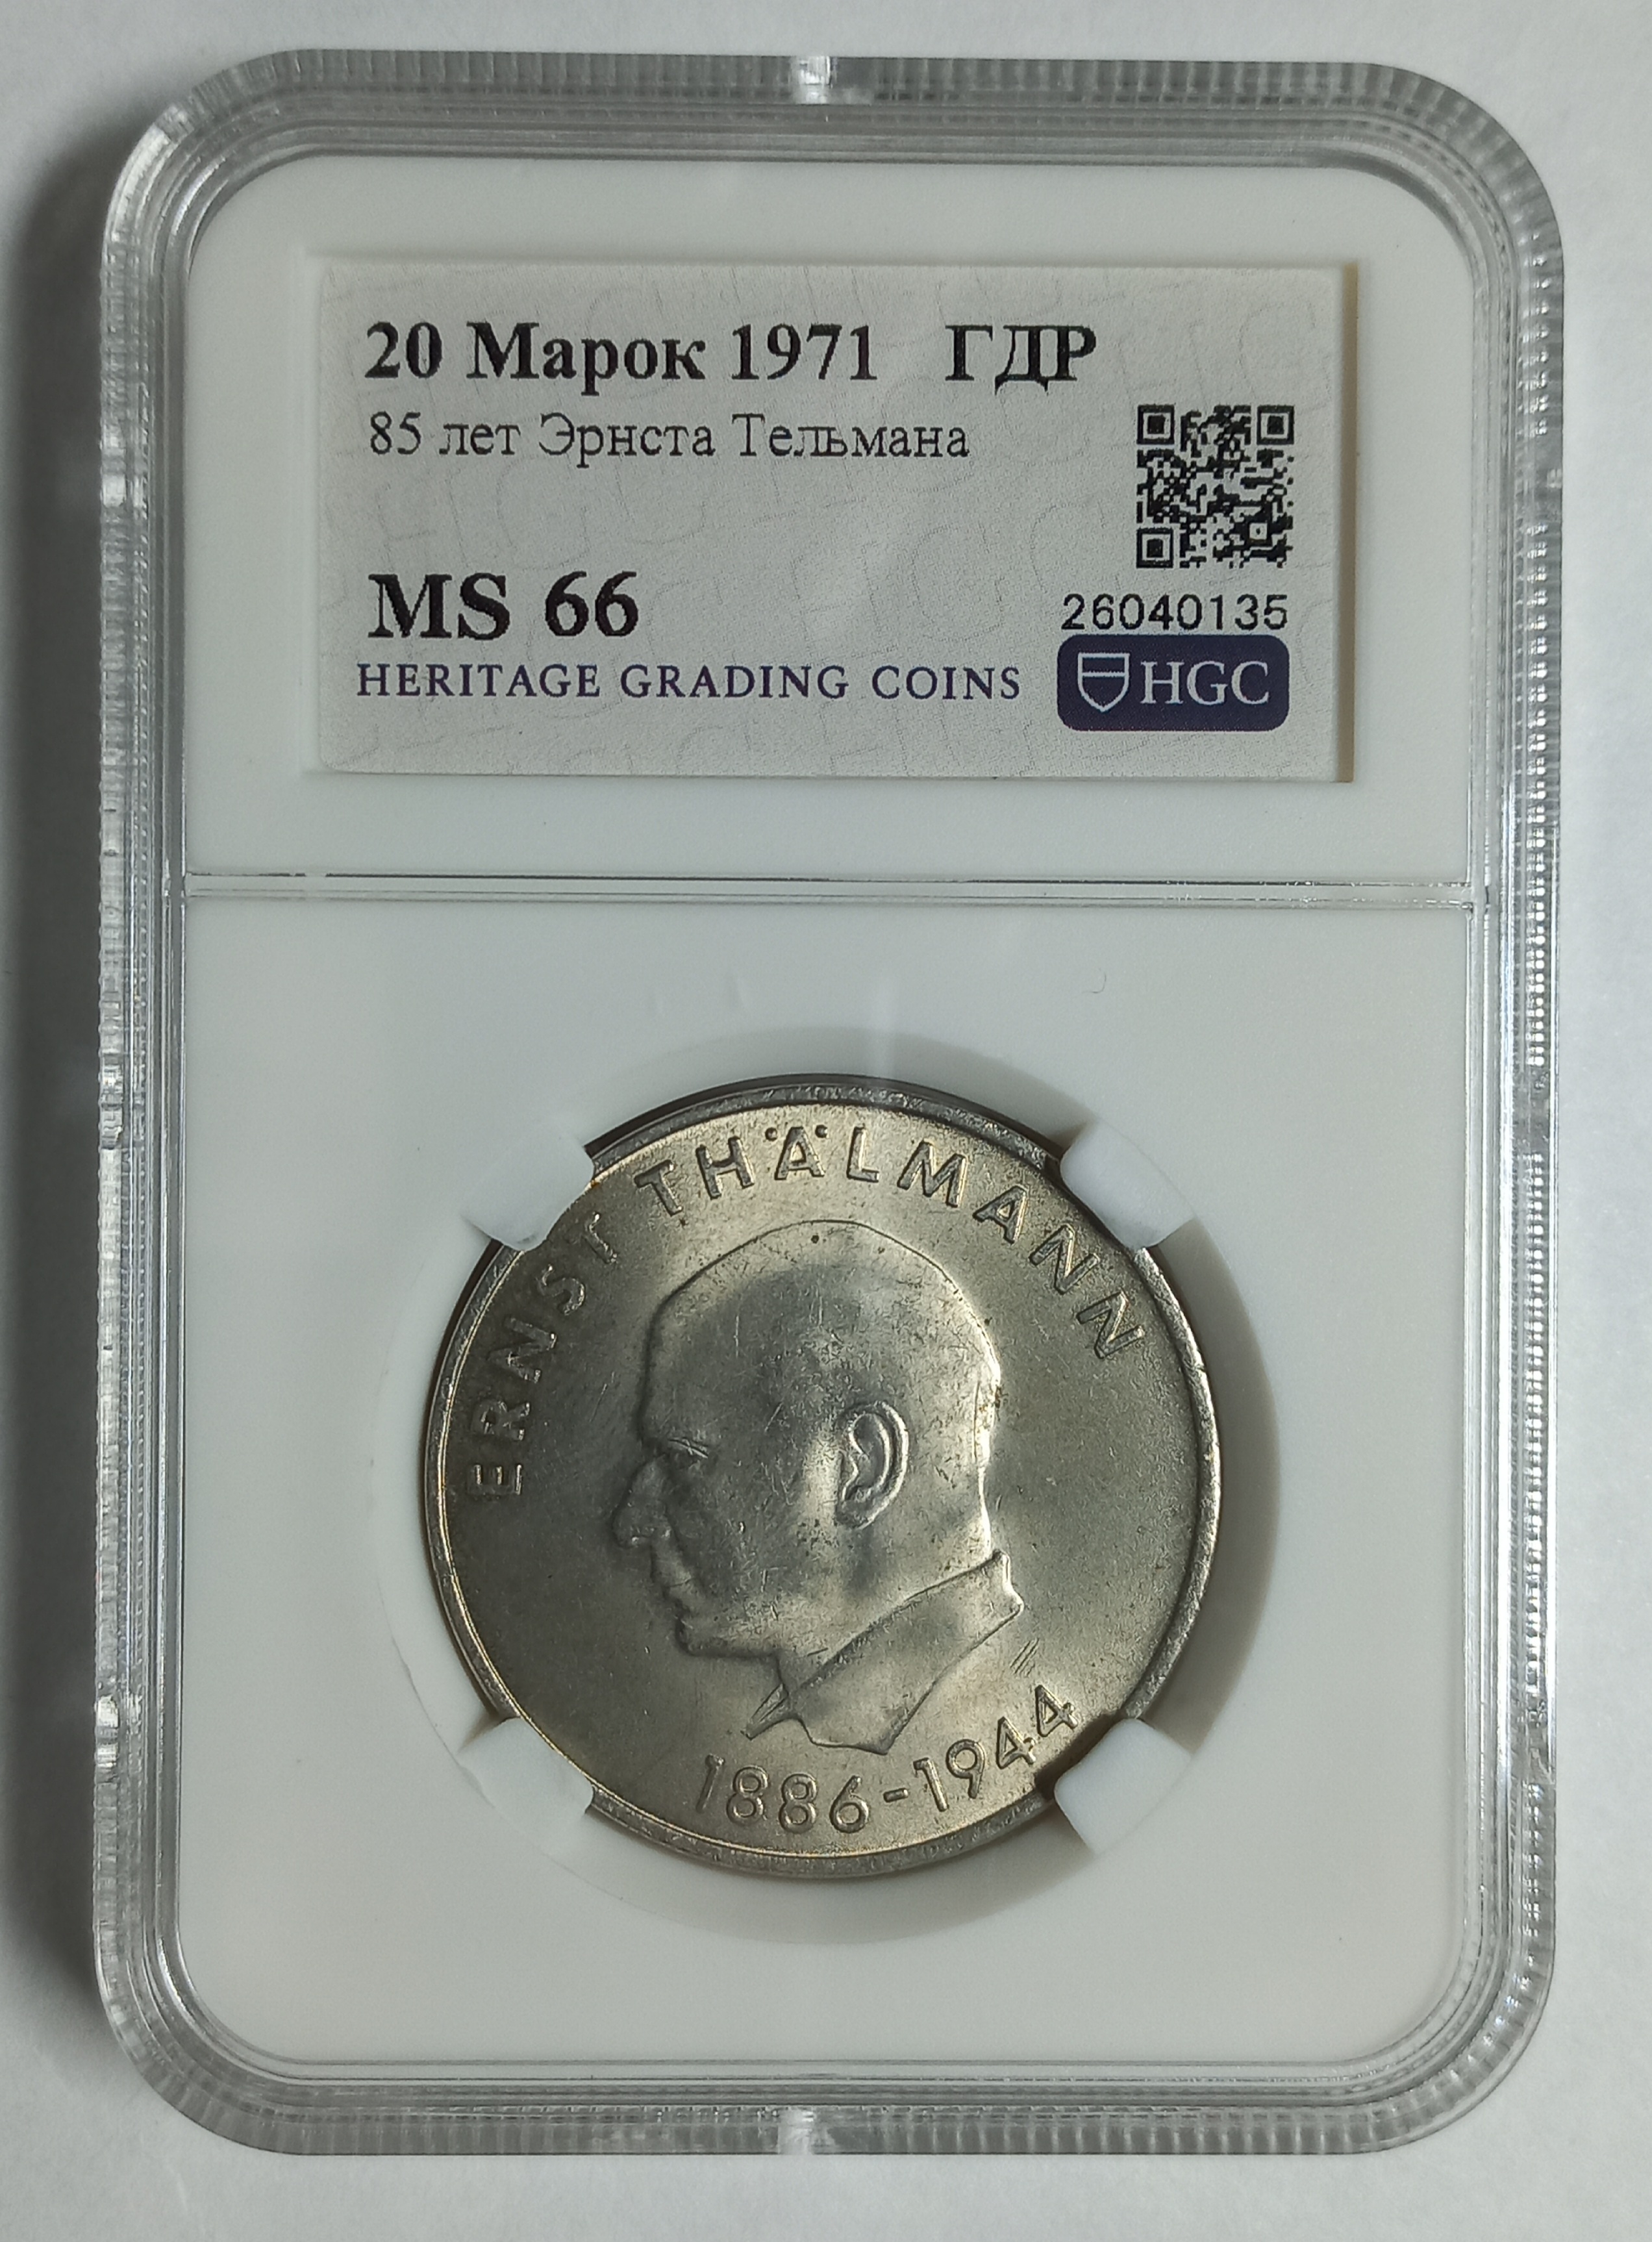 20 Марок 1971 ГДР
85 лет Эрнста Тельмана
MS 66
26040135
HERITAGE GRADING COINS
HGC
ERNST THÄLMANN
1886-1944